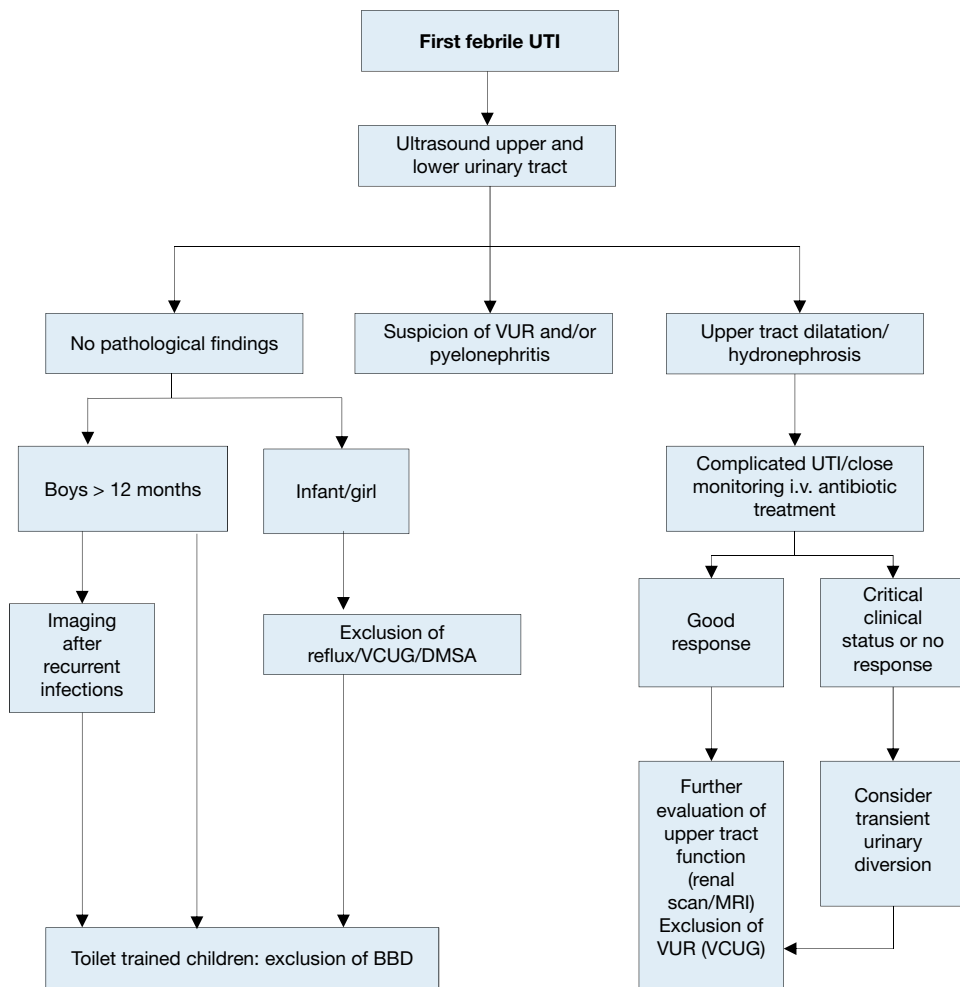 First febrile UTI
Ultrasound upper and
lower urinary tract
No pathological findings
Suspicion of VUR and/or
pyelonephritis
Upper tract dilatation/
hydronephrosis
Boys > 12 months
Infant/girl
Complicated UTI/close
monitoring i.v. antibiotic
treatment
Imaging
after
recurrent
infections
Exclusion of
reflux/VCUG/DMSA
Good
response
Critical
clinical
status or no
response
Further
evaluation of
upper tract
function
(renal
scan/MRI)
Exclusion of
VUR (VCUG)
Consider
transient
urinary
diversion
Toilet trained children: exclusion of BBD